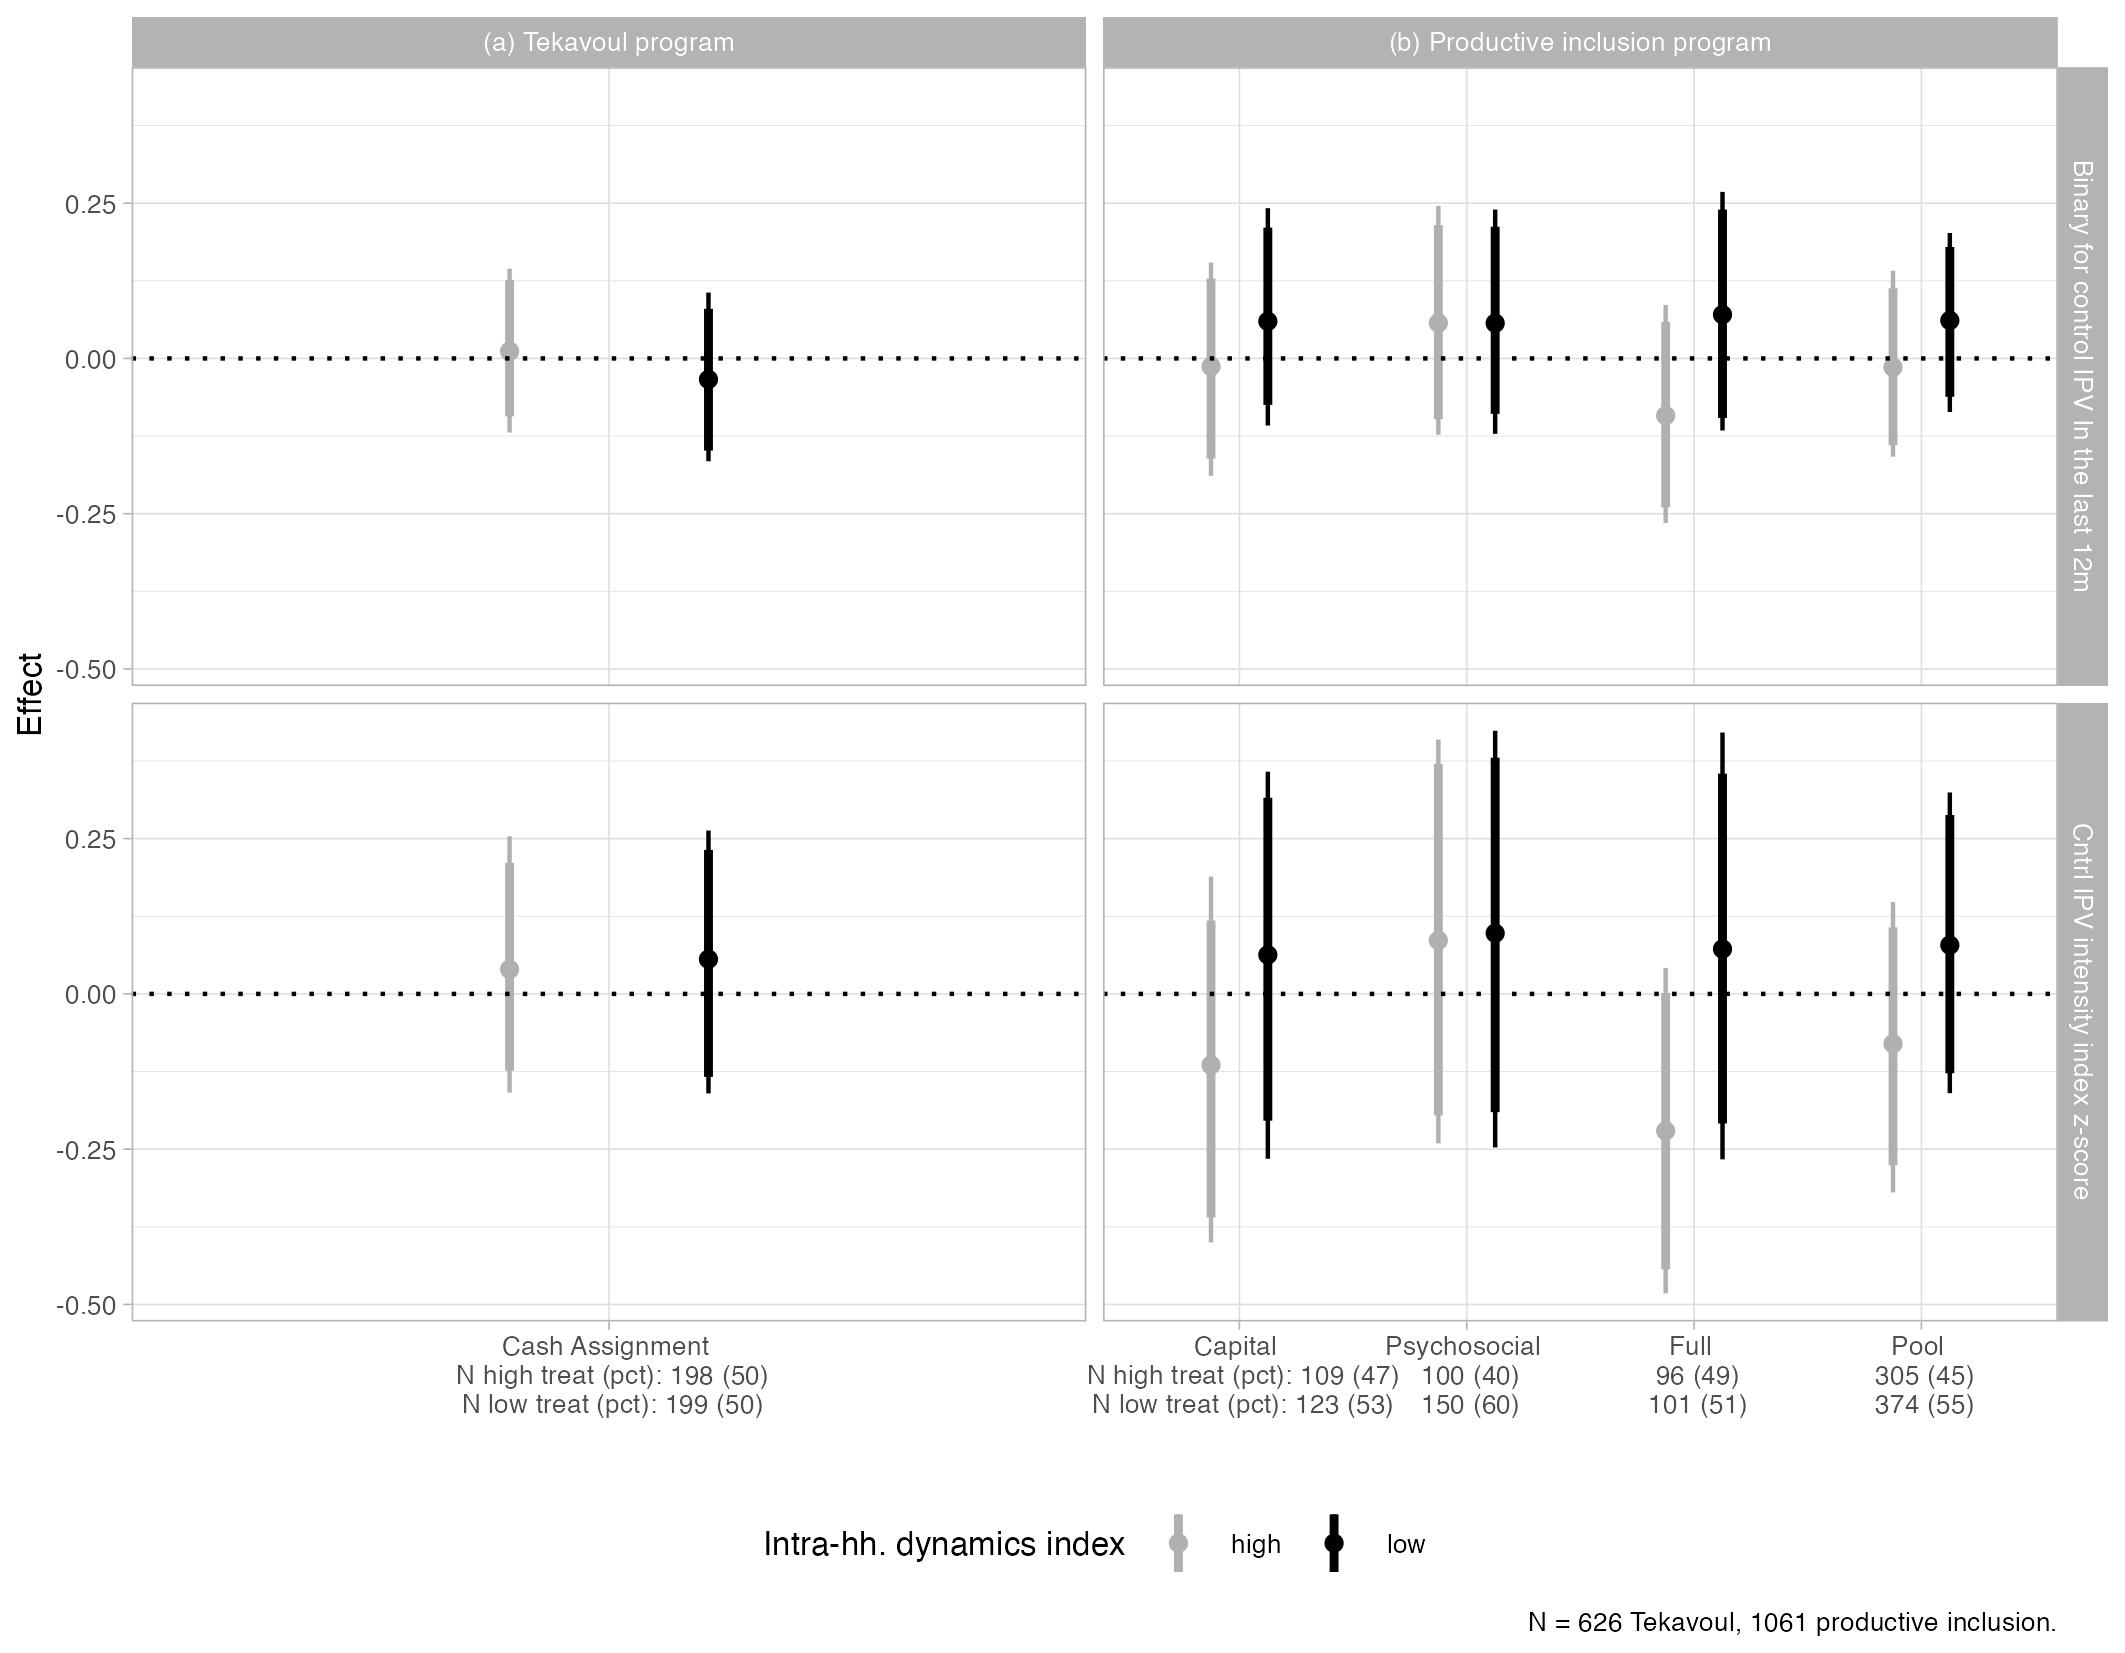 (a) Tekavoul program
(b) Productive inclusion program
Effect
0.25
0.00
-0.25
-0.50
Binary for control IPV In the last 12m
0.25
0.00
-0.25
-0.50
Cntrl IPV intensity index z-score
Cash Assignment
N high treat (pct): 198 (50)
N low treat (pct): 199 (50)
Capital
N high treat (pct): 109 (47)
N low treat (pct): 123 (53)
Psychosocial
100 (40)
150 (60)
Full
96 (49)
101 (51)
Pool
305 (45)
374 (55)
Intra-hh. dynamics index high low
N = 626 Tekavoul, 1061 productive inclusion.